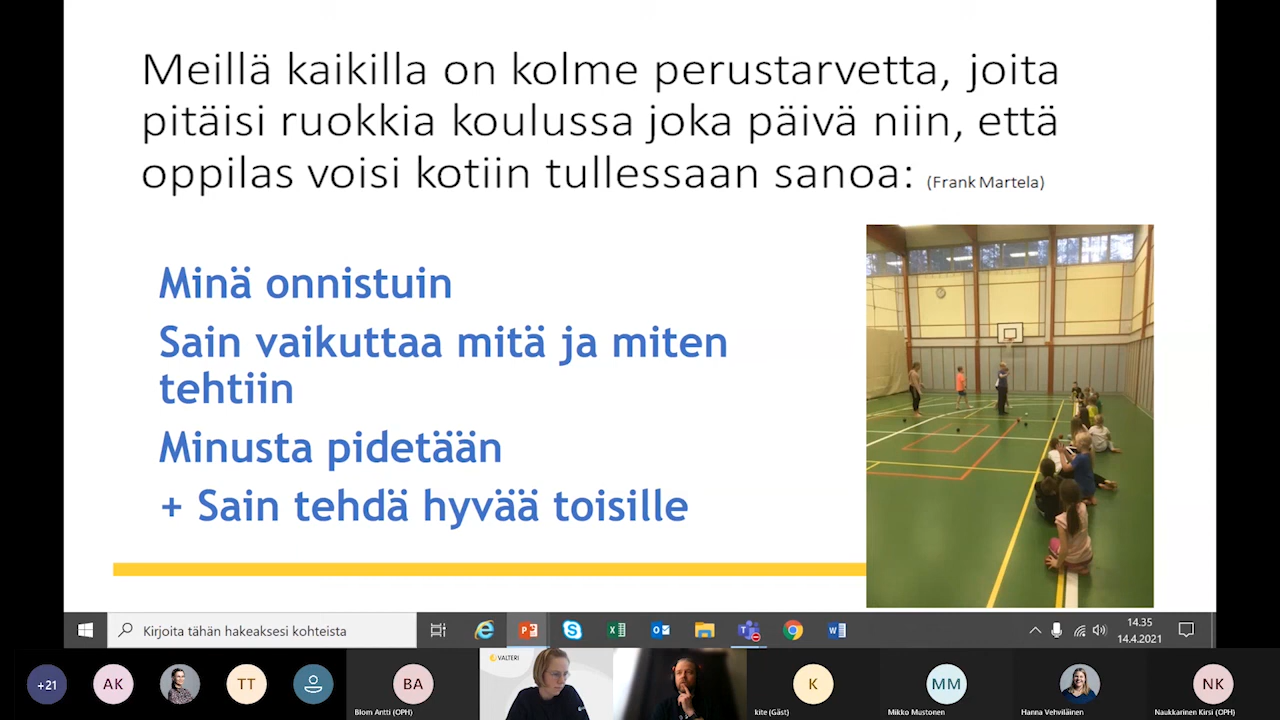 Meillä kaikilla on kolme perustarvetta, joita
pitäisi ruokkia koulussa joka päivä niin, että
oppilas voisi kotiin tullessaan sanoa: (Frank Martela)
Minä onnistuin
Sain vaikuttaa mitä ja miten
tehtiin
Minusta pidetään
+ Sain tehdä hyvää toisille
Kirjoita tähän hakeaksesi kohteista
14.35
14.4.2021
+21
AK
TT
BA
Blom Antti (OPH)
VALTERI
K
kite (Gäst)
MM
Mikko Mustonen
Hanna Vehviläinen
NK
Naukkarinen Kirsi (OPH)